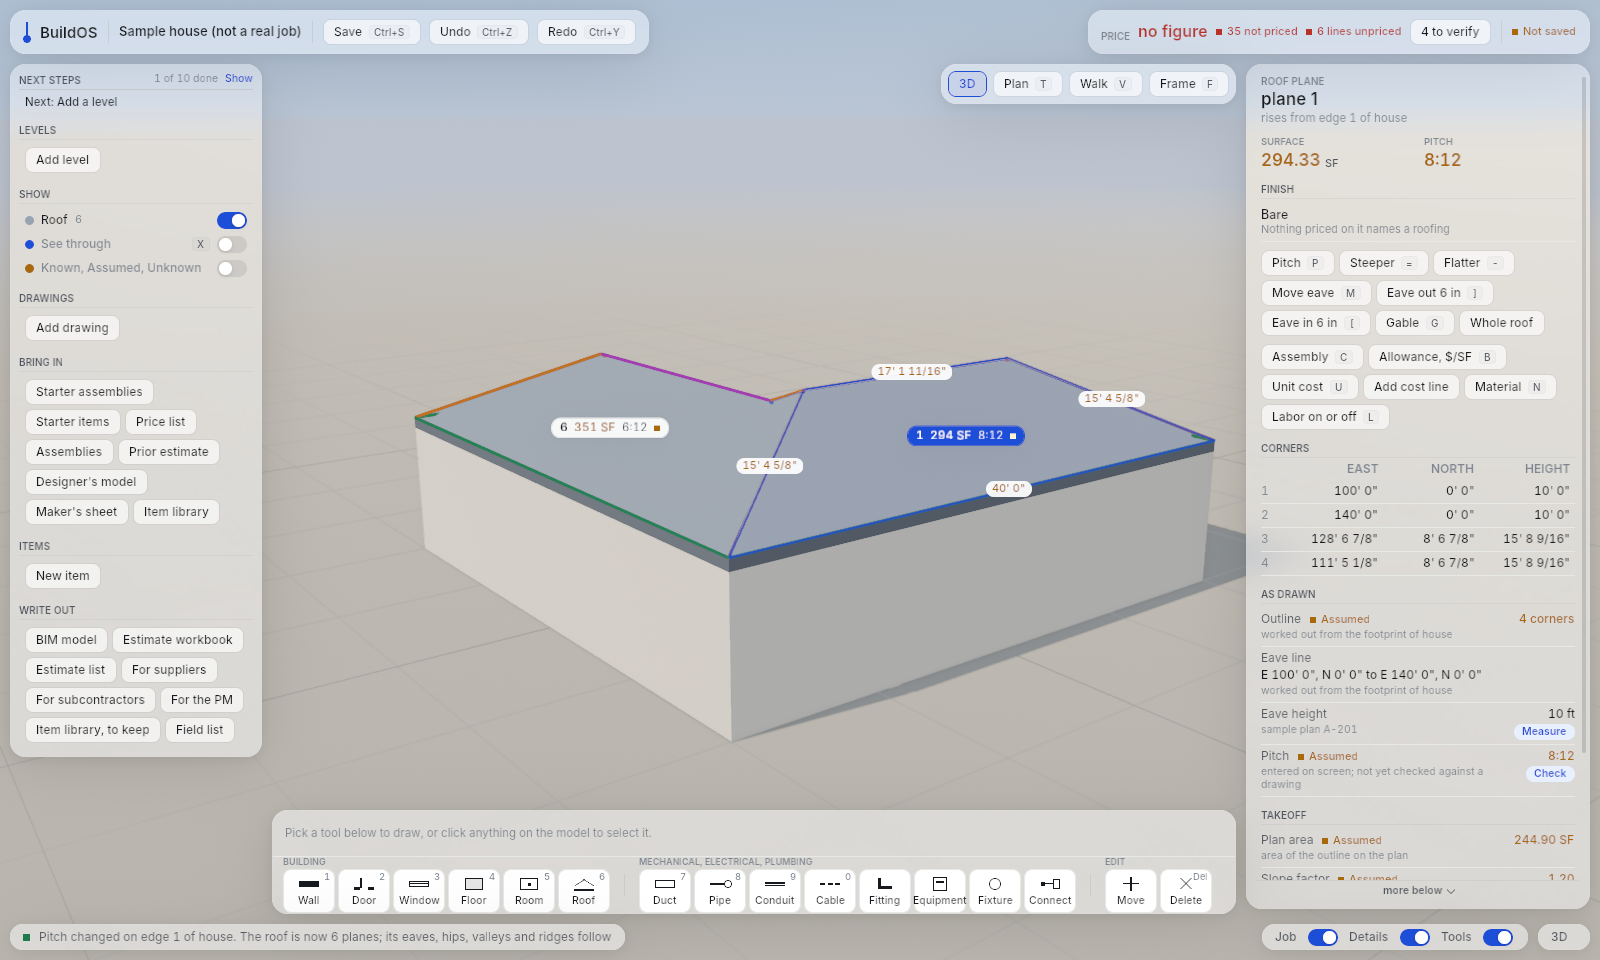 BuildOS
Sample house (not a real job)
Save Ctrl+S
Undo Ctrl+Z
Redo Ctrl+Y
PRICE no figure
35 not priced
6 lines unpriced
4 to verify
Not saved
NEXT STEPS 1 of 10 done Show
Next: Add a level
LEVELS
Add level
SHOW
Roof 6
See through X
Known, Assumed, Unknown
DRAWINGS
Add drawing
BRING IN
Starter assemblies
Starter items Price list
Assemblies Prior estimate
Designer's model
Maker's sheet Item library
ITEMS
New item
WRITE OUT
BIM model Estimate workbook
Estimate list For suppliers
For subcontractors For the PM
Item library, to keep Field list
3D Plan T Walk V Frame F
17' 1 11/16"
15' 4 5/8"
6 351 SF 6:12
1 294 SF 8:12
15' 4 5/8"
40' 0"
ROOF PLANE
plane 1
rises from edge 1 of house
SURFACE PITCH
294.33 SF 8:12
FINISH
Bare
Nothing priced on it names a roofing
Pitch P Steeper = Flatter -
Move eave M Eave out 6 in ]
Eave in 6 in [ Gable G Whole roof
Assembly C Allowance, $/SF B
Unit cost U Add cost line Material N
Labor on or off L
CORNERS
EAST NORTH HEIGHT
1 100' 0" 0' 0" 10' 0"
2 140' 0" 0' 0" 10' 0"
3 128' 6 7/8" 8' 6 7/8" 15' 8 9/16"
4 111' 5 1/8" 8' 6 7/8" 15' 8 9/16"
AS DRAWN
Outline Assumed 4 corners
worked out from the footprint of house
Eave line
E 100' 0", N 0' 0" to E 140' 0", N 0' 0"
worked out from the footprint of house
Eave height 10 ft
sample plan A-201 Measure
Pitch Assumed 8:12
entered on screen; not yet checked against a Check
drawing
TAKEOFF
Plan area Assumed 244.90 SF
area of the outline on the plan
Slope factor Assumed 1.20
more below
Pick a tool below to draw, or click anything on the model to select it.
BUILDING MECHANICAL, ELECTRICAL, PLUMBING EDIT
1 2 3 4 5 6 7 8 9 0 Del
Wall Door Window Floor Room Roof Duct Pipe Conduit Cable Fitting Equipment Fixture Connect Move Delete
Pitch changed on edge 1 of house. The roof is now 6 planes; its eaves, hips, valleys and ridges follow
Job Details Tools 3D